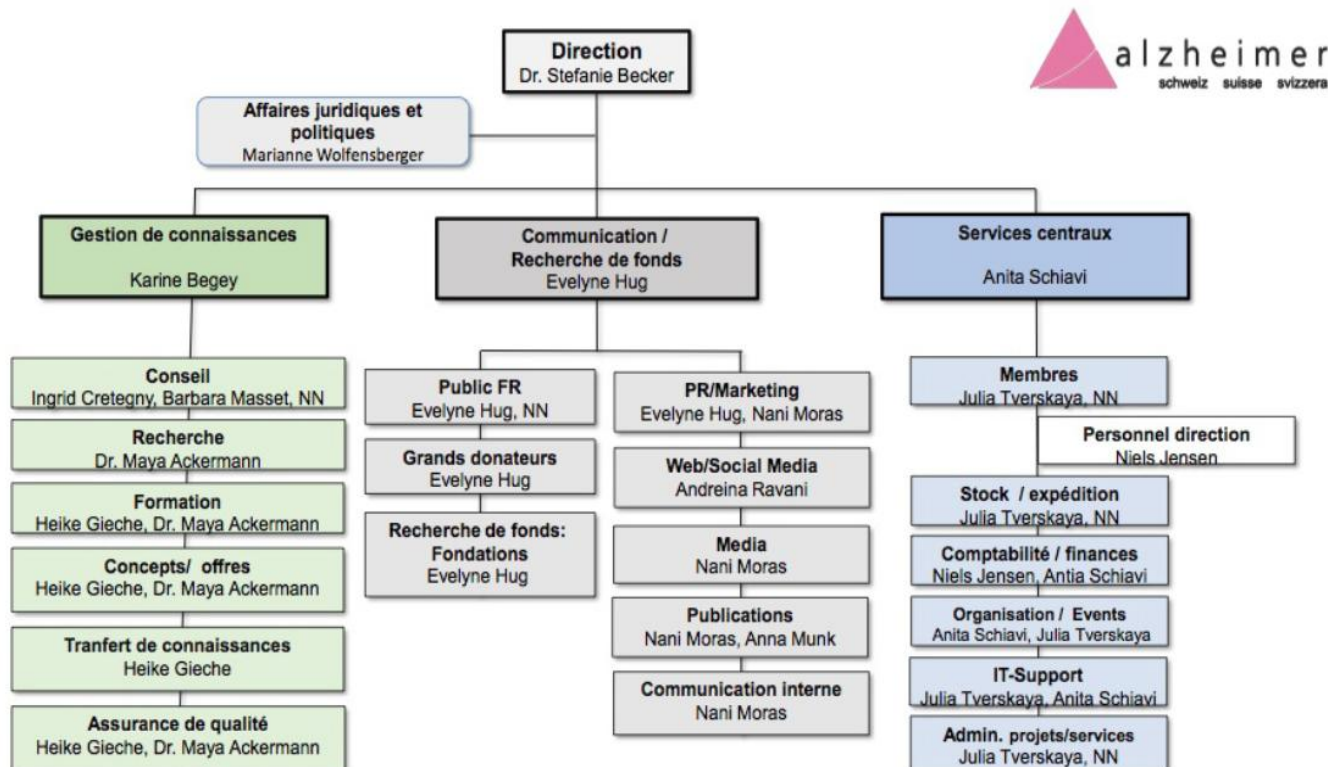 Direction
Dr. Stefanie Becker
alzheimer
schweiz suisse svizzera
Affaires juridiques et
politiques
Marianne Wolfensberger
Gestion de connaissances
Karine Begey
Communication /
Recherche de fonds
Evelyne Hug
Services centraux
Anita Schiavi
Conseil
Ingrid Cretegny, Barbara Masset, NN
Recherche
Dr. Maya Ackermann
Formation
Heike Gieche, Dr. Maya Ackermann
Concepts/ offres
Heike Gieche, Dr. Maya Ackermann
Tranfert de connaissances
Heike Gieche
Assurance de qualité
Heike Gieche, Dr. Maya Ackermann
Public FR
Evelyne Hug, NN
Grands donateurs
Evelyne Hug
Recherche de fonds:
Fondations
Evelyne Hug
PR/Marketing
Evelyne Hug, Nani Moras
Web/Social Media
Andreina Ravani
Media
Nani Moras
Publications
Nani Moras, Anna Munk
Communication interne
Nani Moras
Membres
Julia Tverskaya, NN
Personnel direction
Niels Jensen
Stock / expédition
Julia Tverskaya, NN
Comptabilité / finances
Niels Jensen, Antia Schiavi
Organisation / Events
Anita Schiavi, Julia Tverskaya
IT-Support
Julia Tverskaya, Anita Schiavi
Admin. projets/services
Julia Tverskaya, NN